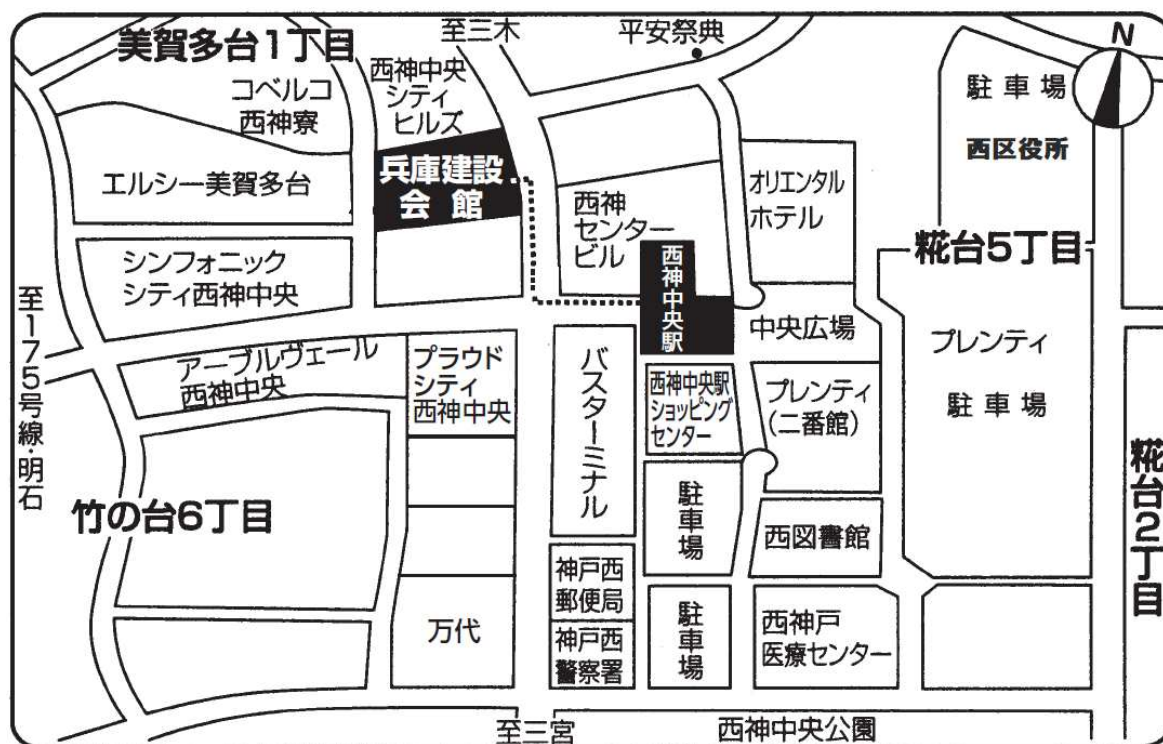 美賀多台1丁目
至三木
平安祭典
N
コベルコ
西神寮
西神中央
シティ
ヒルズ
駐車場
西区役所
エルシー美賀多台
兵庫建設
会館
西神
センター
ビル
オリエンタル
ホテル
糀台5丁目
シンフォニック
シティ西神中央
西神中央駅
中央広場
プレンティ
駐車場
至175号線・明石
アーブルヴェール
西神中央
プラウド
シティ
西神中央
バスターミナル
西神中央駅
ショッピング
センター
プレンティ
(二番館)
糀台2丁目
竹の台6丁目
駐車場
西図書館
神戸西
郵便局
万代
神戸西
警察署
駐車場
西神戸
医療センター
至三宮
西神中央公園